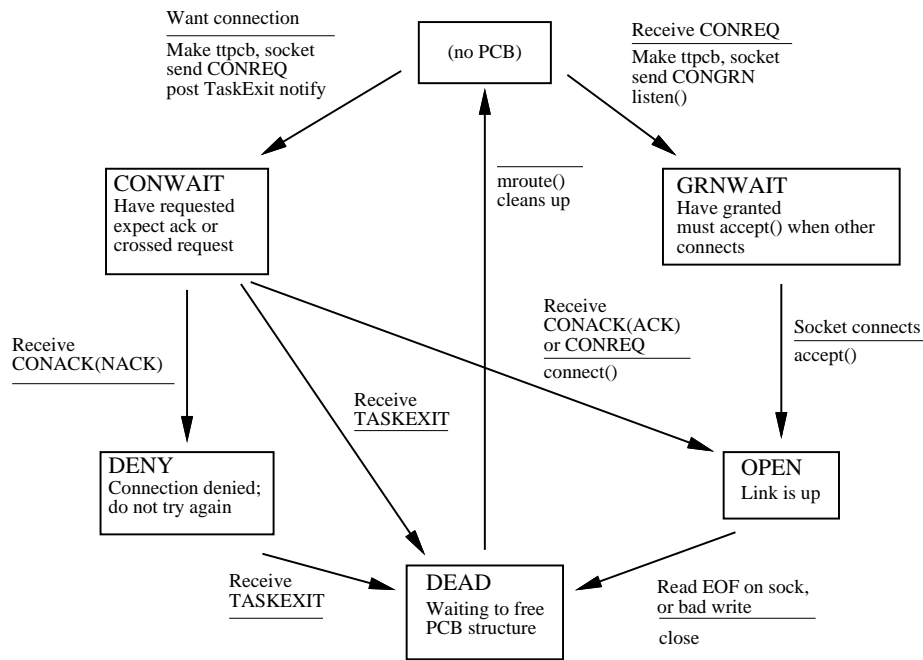 Want connection
Make ttpcb, socket
send CONREQ
post TaskExit notify
(no PCB)
Receive CONREQ
Make ttpcb, socket
send CONGRN
listen()
CONWAIT
Have requested
expect ack or
crossed request
mroute()
cleans up
GRNWAIT
Have granted
must accept() when other
connects
Receive
CONACK(NACK)
Receive
TASKEXIT
Receive
CONACK(ACK)
or CONREQ
connect()
Socket connects
accept()
DENY
Connection denied;
do not try again
OPEN
Link is up
Receive
TASKEXIT
DEAD
Waiting to free
PCB structure
Read EOF on sock,
or bad write
close